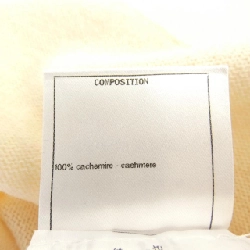 COMPOSITION
100% cachemire - cashmere